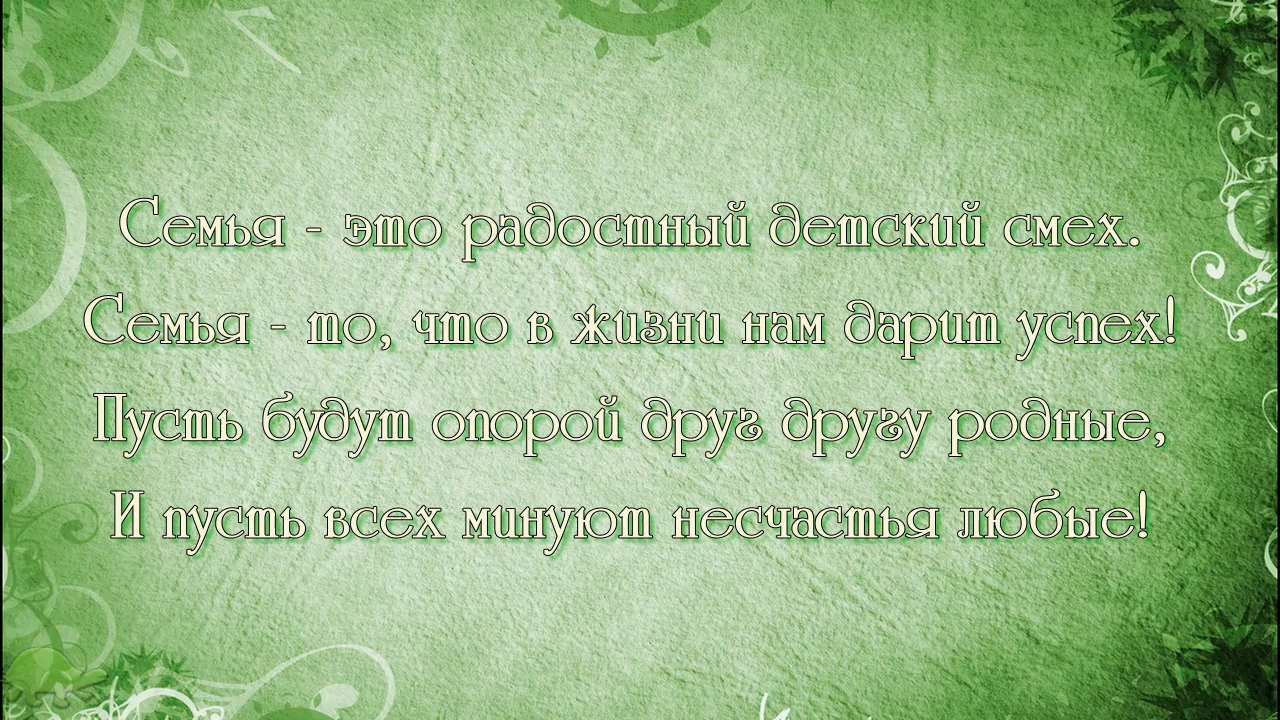 Семья - это радостный детский смех.
Семья - то, что в жизни нам дарит успех!
Пусть будут опорой друг другу родные,
И пусть всех минуют несчастья любые!